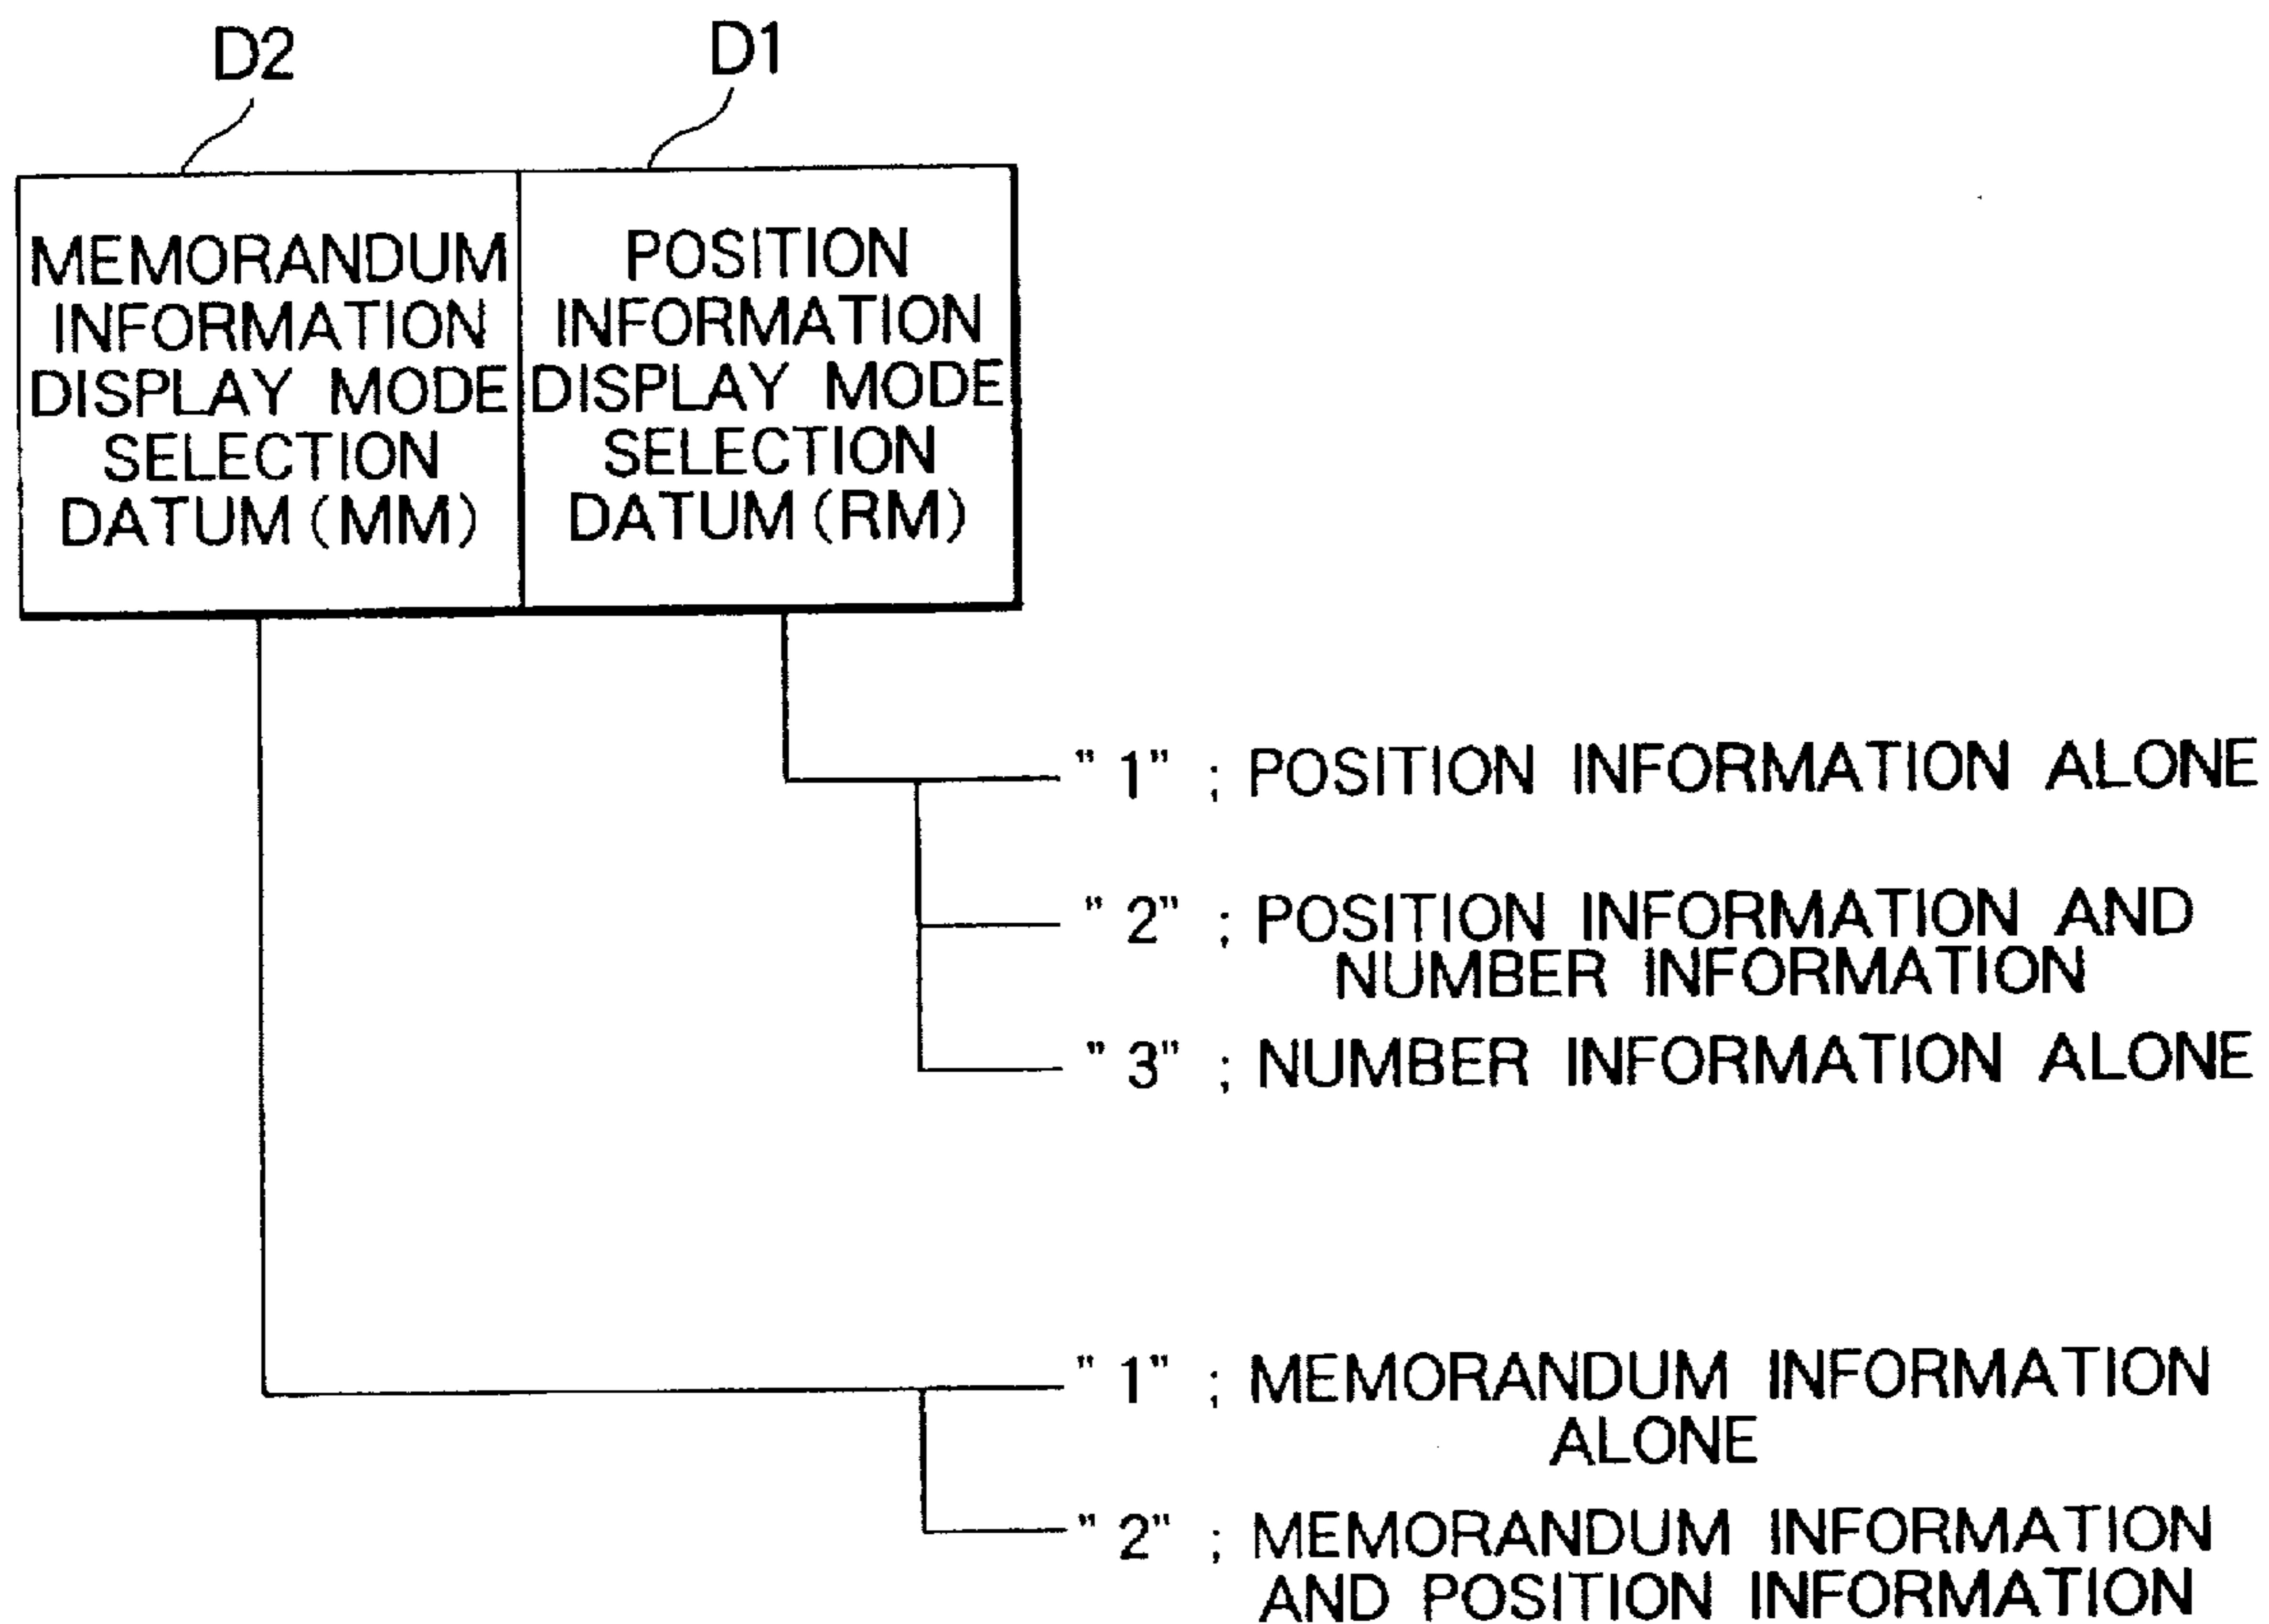 D2
D1
MEMORANDUM
INFORMATION
DISPLAY MODE
SELECTION
DATUM (MM)
POSITION
INFORMATION
DISPLAY MODE
SELECTION
DATUM (RM)
"1" ; POSITION INFORMATION ALONE
"2" ; POSITION INFORMATION AND
NUMBER INFORMATION
"3" ; NUMBER INFORMATION ALONE
"1" ; MEMORANDUM INFORMATION
ALONE
"2" ; MEMORANDUM INFORMATION
AND POSITION INFORMATION